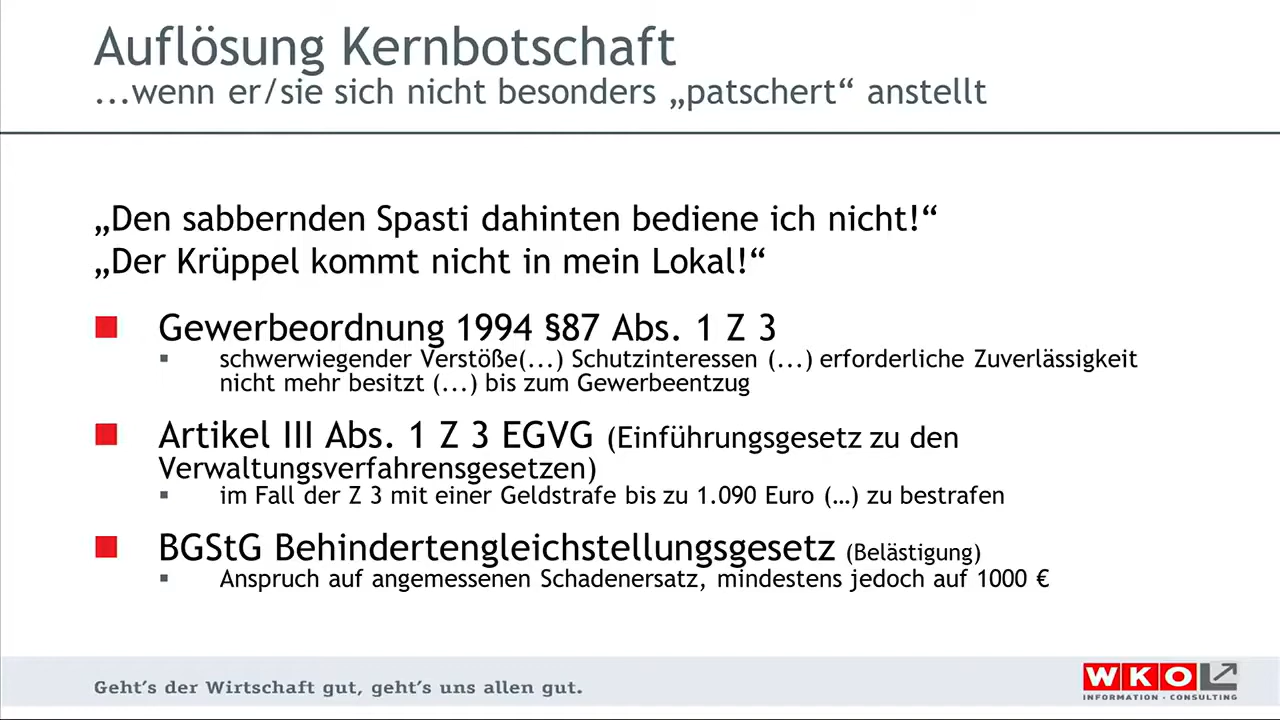 Auflösung Kernbotschaft
...wenn er/sie sich nicht besonders „patschert“ anstellt
„Den sabbernden Spasti dahinten bediene ich nicht!“
„Der Krüppel kommt nicht in mein Lokal!“
Gewerbeordnung 1994 §87 Abs. 1 Z 3
schwerwiegender Verstöße(...) Schutzinteressen (...) erforderliche Zuverlässigkeit
nicht mehr besitzt (...) bis zum Gewerbeentzug
Artikel III Abs. 1 Z 3 EGVG (Einführungsgesetz zu den
Verwaltungsverfahrensgesetzen)
im Fall der Z 3 mit einer Geldstrafe bis zu 1.090 Euro (…) zu bestrafen
BGStG Behindertengleichstellungsgesetz (Belästigung)
Anspruch auf angemessenen Schadenersatz, mindestens jedoch auf 1000 €
Geht's der Wirtschaft gut, geht's uns allen gut.
WKO
INFORMATION · CONSULTING